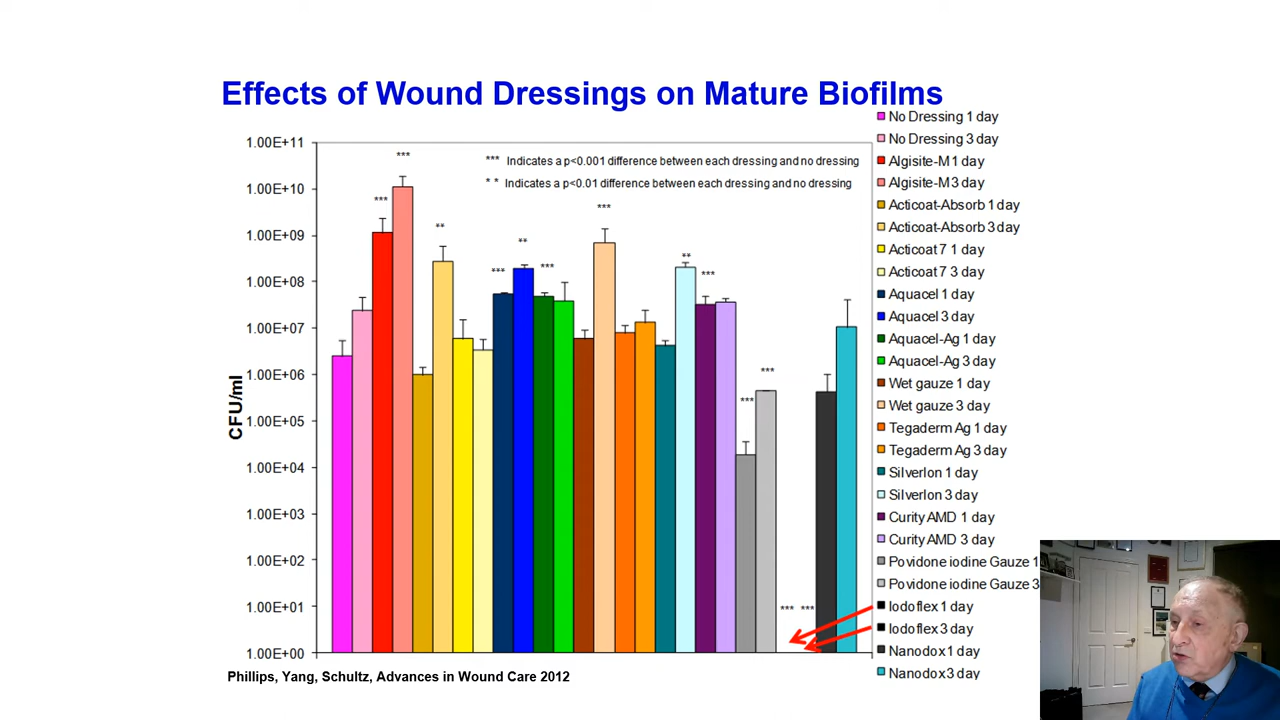 Effects of Wound Dressings on Mature Biofilms
*** Indicates a p<0.001 difference between each dressing and no dressing
** Indicates a p<0.01 difference between each dressing and no dressing
CFU/ml
1.00E+11
1.00E+10
1.00E+09
1.00E+08
1.00E+07
1.00E+06
1.00E+05
1.00E+04
1.00E+03
1.00E+02
1.00E+01
1.00E+00
***
***
**
***
**
***
***
**
***
***
***
***
***
No Dressing 1 day
No Dressing 3 day
Algisite-M 1 day
Algisite-M 3 day
Acticoat-Absorb 1 day
Acticoat-Absorb 3 day
Acticoat 7 1 day
Acticoat 7 3 day
Aquacel 1 day
Aquacel 3 day
Aquacel-Ag 1 day
Aquacel-Ag 3 day
Wet gauze 1 day
Wet gauze 3 day
Tegaderm Ag 1 day
Tegaderm Ag 3 day
Silverlon 1 day
Silverlon 3 day
Curity AMD 1 day
Curity AMD 3 day
Povidone iodine Gauze 1
Povidone iodine Gauze 3
Iodoflex 1 day
Iodoflex 3 day
Nanodox 1 day
Nanodox 3 day
Phillips, Yang, Schultz, Advances in Wound Care 2012